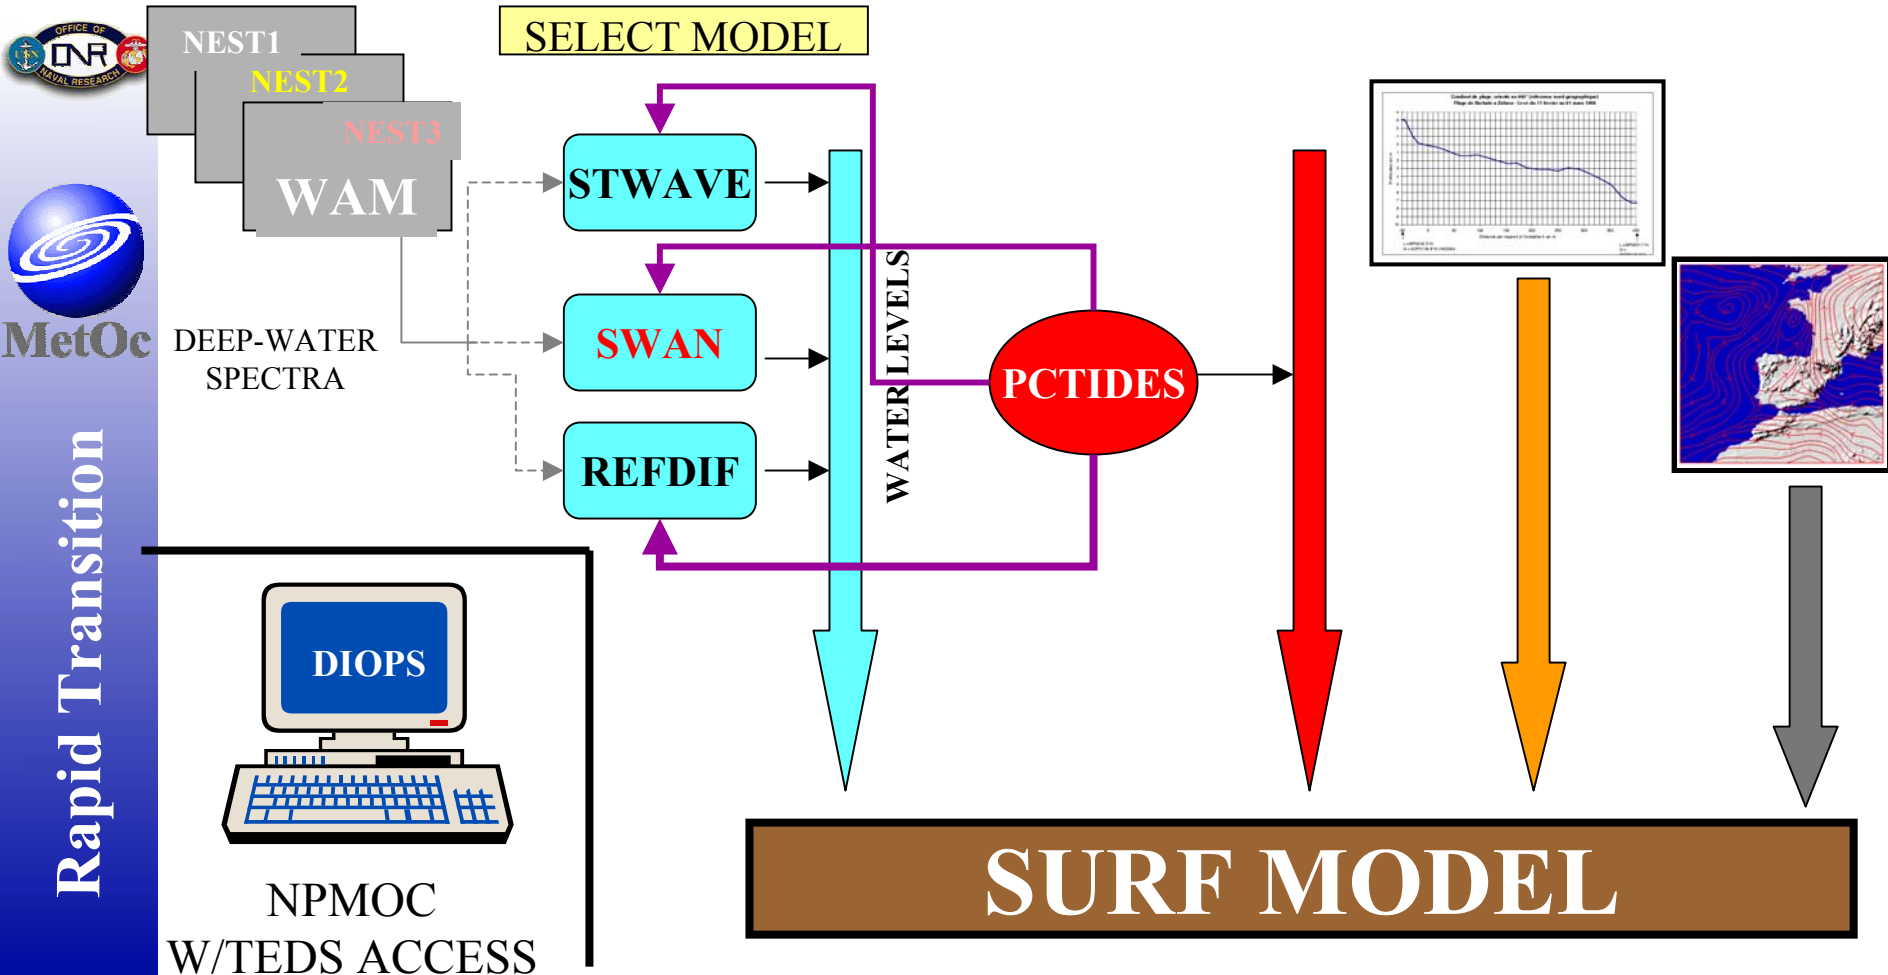 OFFICE OF
ONR
NAVAL RESEARCH
USN
NEST1
NEST2
NEST3
WAM
SELECT MODEL
STWAVE
SWAN
REFDIF
WATER LEVELS
PCTIDES
MetOc
DEEP-WATER
SPECTRA
Rapid Transition
DIOPS
NPMOC
W/TEDS ACCESS
SURF MODEL